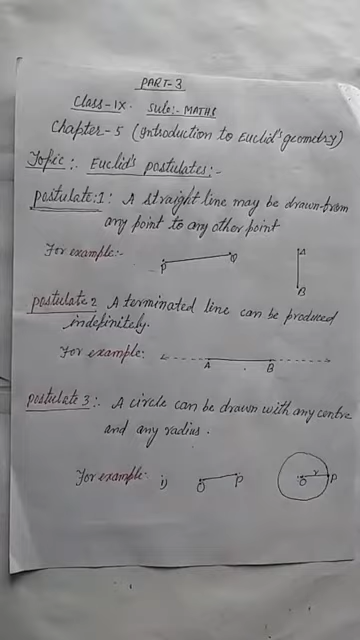 PART-3
Class-IX. Sub:- MATHS
Chapter-5 (Introduction to Euclid's geometry)
Topic:- Euclid's postulates:-
Postulate:1: A straight line may be drawn from
any point to any other point
For example:-
P Q A
B
postulate 2 A terminated line can be produced
indefinitely.
For example:
A B
postulate 3:- A circle can be drawn with any centre
and any radius.
For example: i) O P O r P